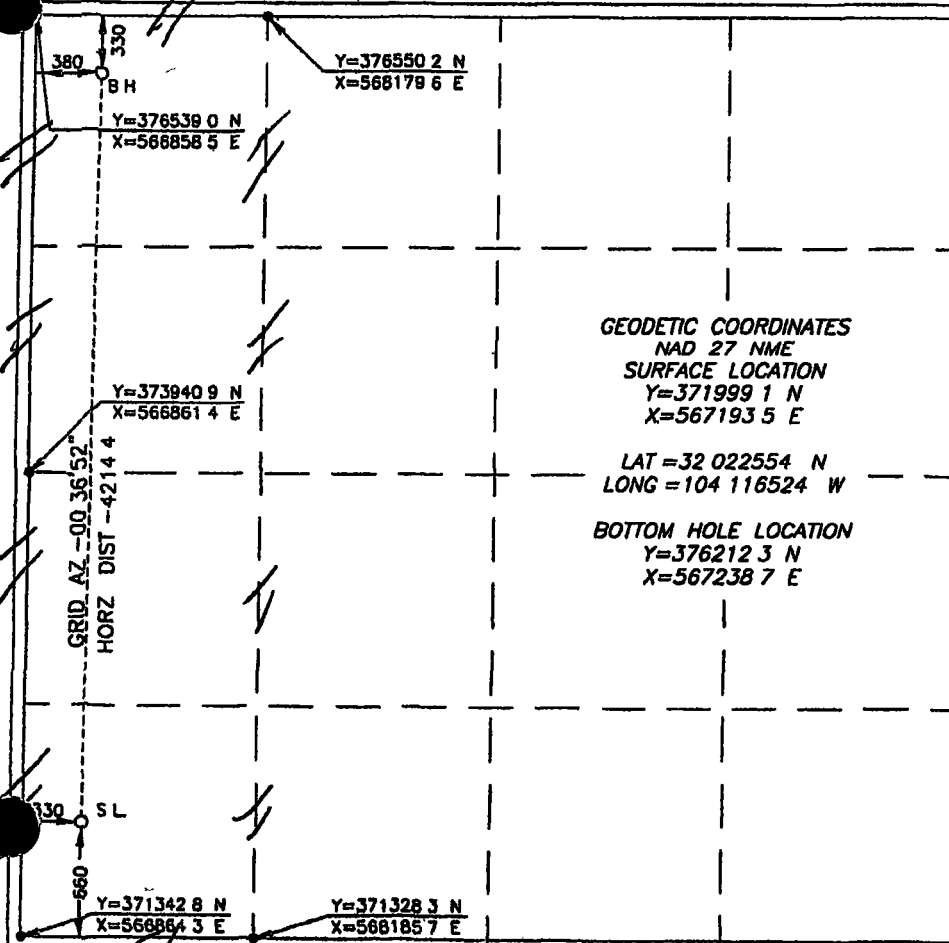 330
380
B H
Y=376550 2 N
X=568179 6 E
Y=376539 0 N
X=566858 5 E
GEODETIC COORDINATES
NAD 27 NME
SURFACE LOCATION
Y=371999 1 N
X=567193 5 E
LAT =32 022554 N
LONG =104 116524 W
BOTTOM HOLE LOCATION
Y=376212 3 N
X=567238 7 E
Y=373940 9 N
X=566861 4 E
GRID AZ -00 36'52"
HORZ DIST -4214 4
330
S L
660
Y=371342 8 N
X=566864 3 E
Y=371328 3 N
X=568185 7 E